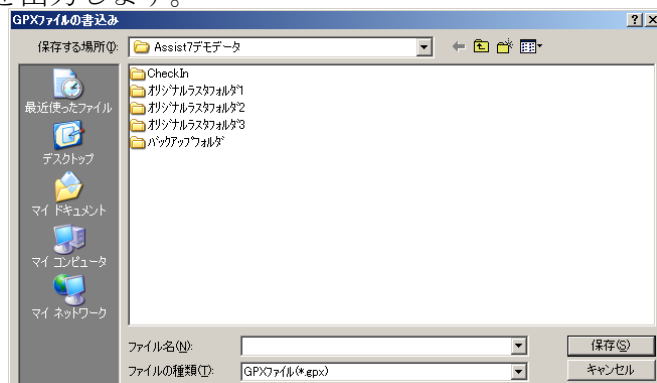 を出力します。
GPXﾌｧｲﾙの書込み
保存する場所(I):
Assist7デモデータ
CheckIn
ｵﾘｼﾞﾅﾙﾗｽﾀﾌｫﾙﾀﾞ1
ｵﾘｼﾞﾅﾙﾗｽﾀﾌｫﾙﾀﾞ2
ｵﾘｼﾞﾅﾙﾗｽﾀﾌｫﾙﾀﾞ3
ﾊﾞｯｸｱｯﾌﾟﾌｫﾙﾀﾞ
最近使ったファイル
デスクトップ
マイ ドキュメント
マイ コンピュータ
マイ ネットワーク
ファイル名(N):
保存(S)
ファイルの種類(T):
GPXﾌｧｲﾙ(*.gpx)
キャンセル